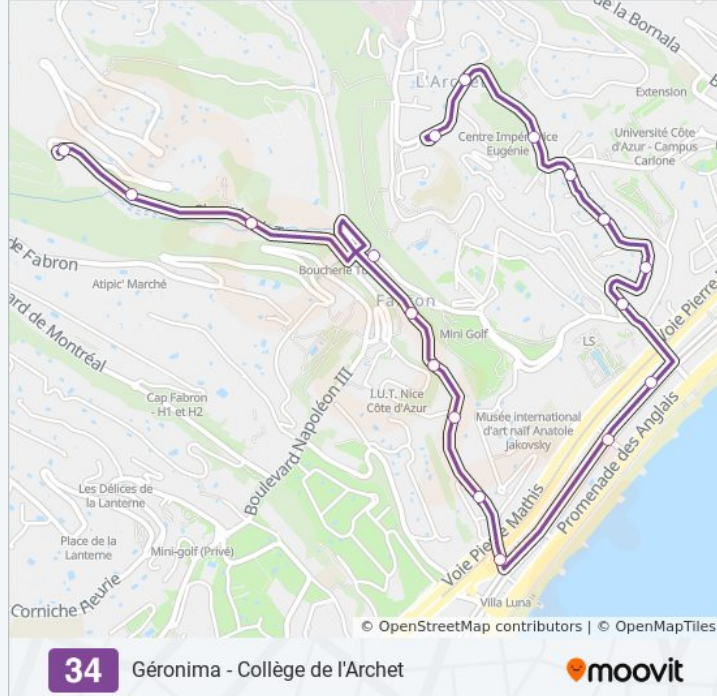 de la Bornala
L'Archet
Extension
Centre Impératrice
Eugénie
Université Côte
d'Azur - Campus
Carlone
de Fabron
Atipic' Marché
Boucherie
Fabron
Voie Pierre
Mini Golf
LS
ard de Montréal
Cap Fabron
- H1 et H2
I.U.T. Nice
Côte d'Azur
Boulevard Napoléon III
Musée international
d'art naïf Anatole
Jakovsky
Promenade des Anglais
Les Délices de
la Lanterne
Voie Pierre Mathis
Place de la
Lanterne
Mini-golf (Privé)
Corniche Fleurie
Villa Luna
© OpenStreetMap contributors | © OpenMapTiles
34 Géronima - Collège de l'Archet
moovit